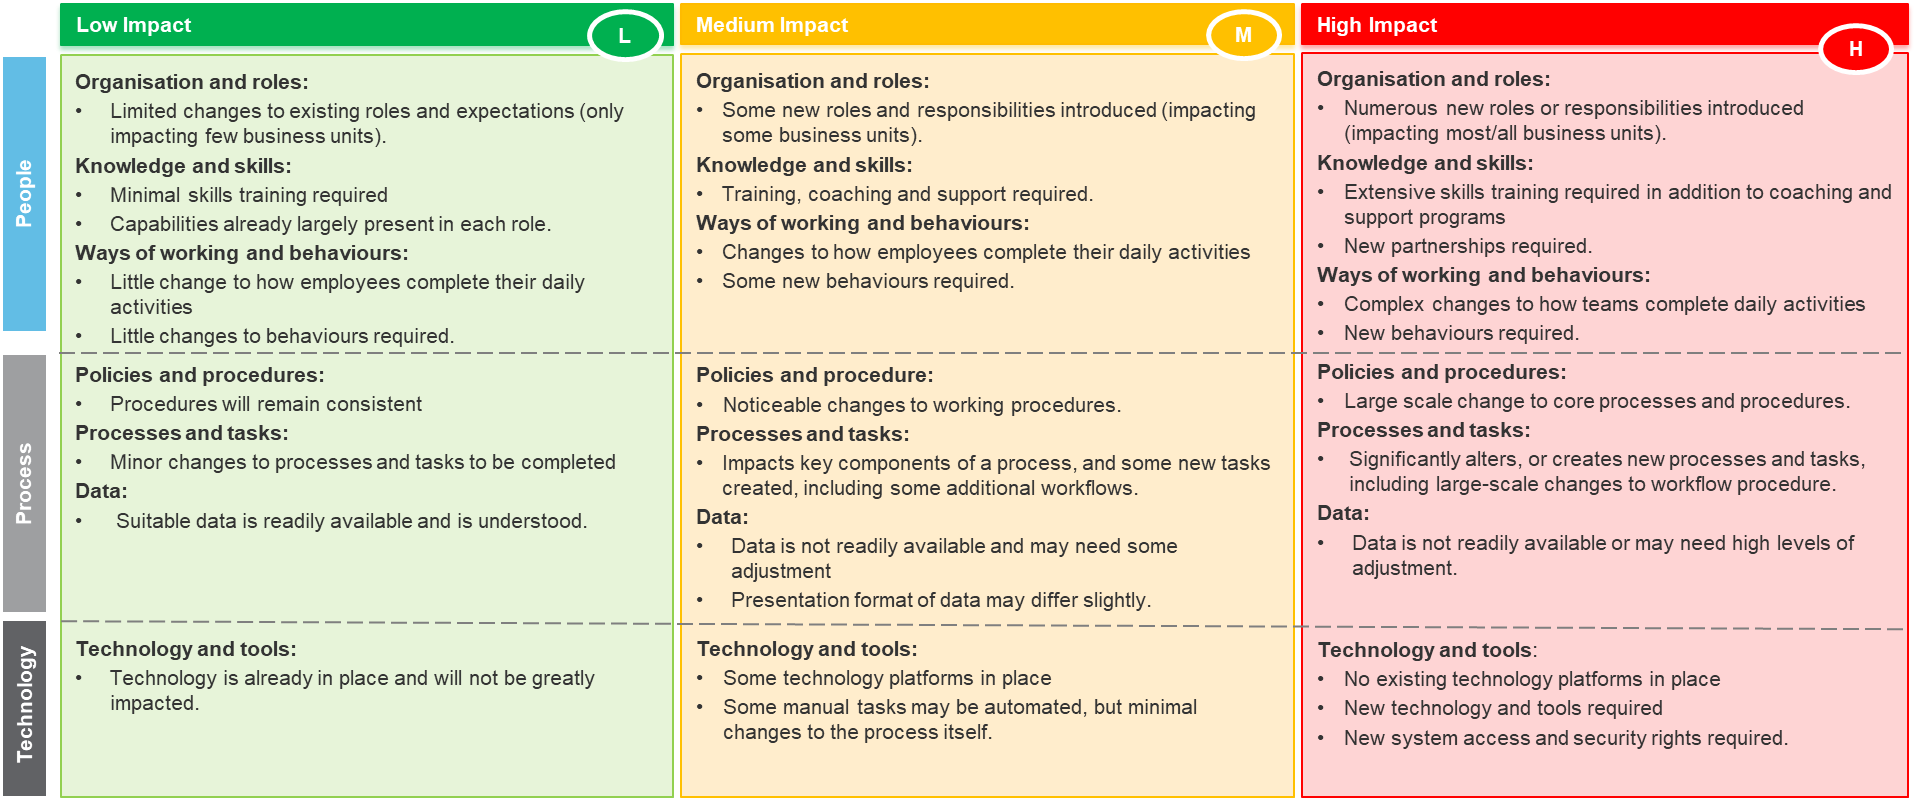 Low Impact
L
Medium Impact
M
High Impact
H
People
Organisation and roles:
• Limited changes to existing roles and expectations (only
impacting few business units).
Knowledge and skills:
• Minimal skills training required
• Capabilities already largely present in each role.
Ways of working and behaviours:
• Little change to how employees complete their daily
activities
• Little changes to behaviours required.
Organisation and roles:
• Some new roles and responsibilities introduced (impacting
some business units).
Knowledge and skills:
• Training, coaching and support required.
Ways of working and behaviours:
• Changes to how employees complete their daily activities
• Some new behaviours required.
Organisation and roles:
• Numerous new roles or responsibilities introduced
(impacting most/all business units).
Knowledge and skills:
• Extensive skills training required in addition to coaching and
support programs
• New partnerships required.
Ways of working and behaviours:
• Complex changes to how teams complete daily activities
• New behaviours required.
Process
Policies and procedures:
• Procedures will remain consistent
Processes and tasks:
• Minor changes to processes and tasks to be completed
Data:
• Suitable data is readily available and is understood.
Policies and procedure:
• Noticeable changes to working procedures.
Processes and tasks:
• Impacts key components of a process, and some new tasks
created, including some additional workflows.
Data:
• Data is not readily available and may need some
adjustment
• Presentation format of data may differ slightly.
Policies and procedures:
• Large scale change to core processes and procedures.
Processes and tasks:
• Significantly alters, or creates new processes and tasks,
including large-scale changes to workflow procedure.
Data:
• Data is not readily available or may need high levels of
adjustment.
Technology
Technology and tools:
• Technology is already in place and will not be greatly
impacted.
Technology and tools:
• Some technology platforms in place
• Some manual tasks may be automated, but minimal
changes to the process itself.
Technology and tools:
• No existing technology platforms in place
• New technology and tools required
• New system access and security rights required.